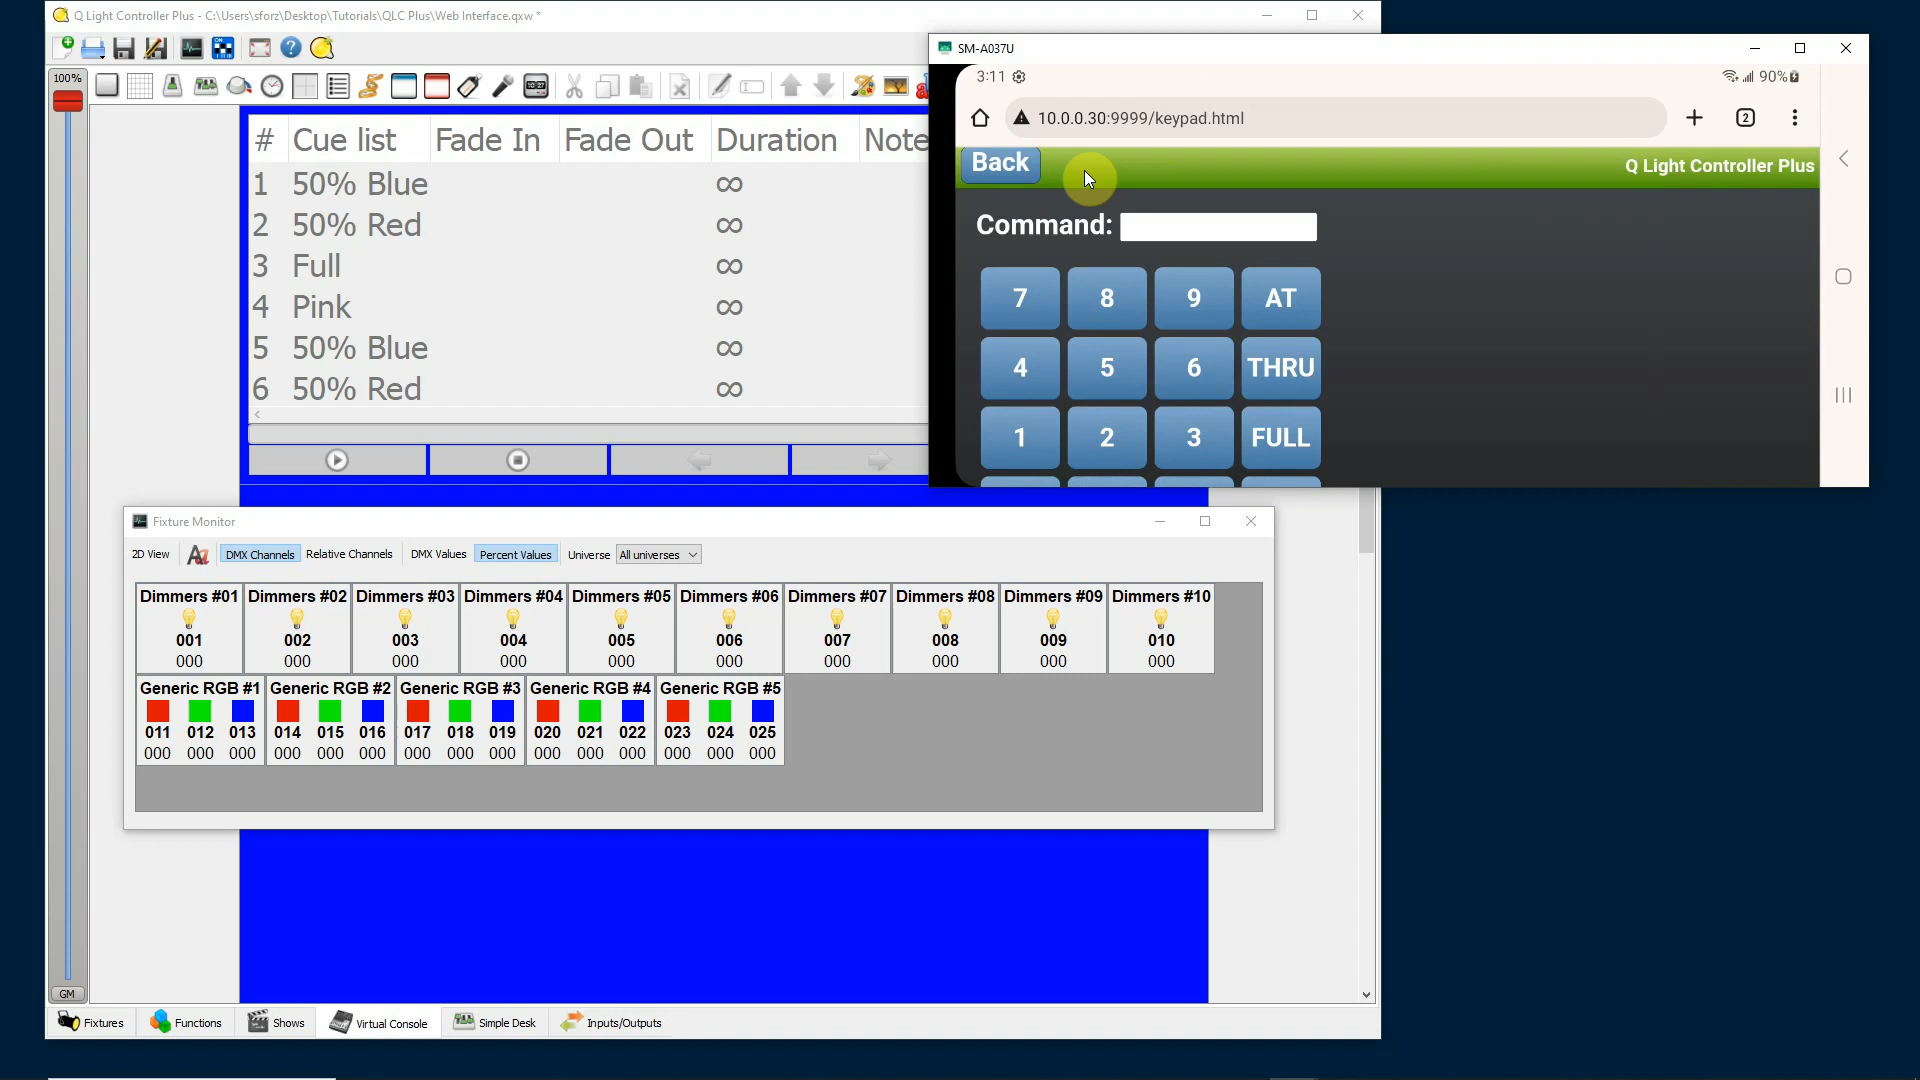 Q Light Controller Plus - C:\Users\sforz\Desktop\Tutorials\QLC Plus\Web Interface.qxw *
100%
# Cue list Fade In Fade Out Duration Note
1 50% Blue ∞
2 50% Red ∞
3 Full ∞
4 Pink ∞
5 50% Blue ∞
6 50% Red ∞
SM-A037U
3:11 90%
10.0.0.30:9999/keypad.html 2
Back Q Light Controller Plus
Command:
7 8 9 AT
4 5 6 THRU
1 2 3 FULL
Fixture Monitor
2D View DMX Channels Relative Channels DMX Values Percent Values Universe All universes
Dimmers #01 Dimmers #02 Dimmers #03 Dimmers #04 Dimmers #05 Dimmers #06 Dimmers #07 Dimmers #08 Dimmers #09 Dimmers #10
001 002 003 004 005 006 007 008 009 010
000 000 000 000 000 000 000 000 000 000
Generic RGB #1 Generic RGB #2 Generic RGB #3 Generic RGB #4 Generic RGB #5
011 012 013 014 015 016 017 018 019 020 021 022 023 024 025
000 000 000 000 000 000 000 000 000 000 000 000 000 000 000
GM
Fixtures Functions Shows Virtual Console Simple Desk Inputs/Outputs